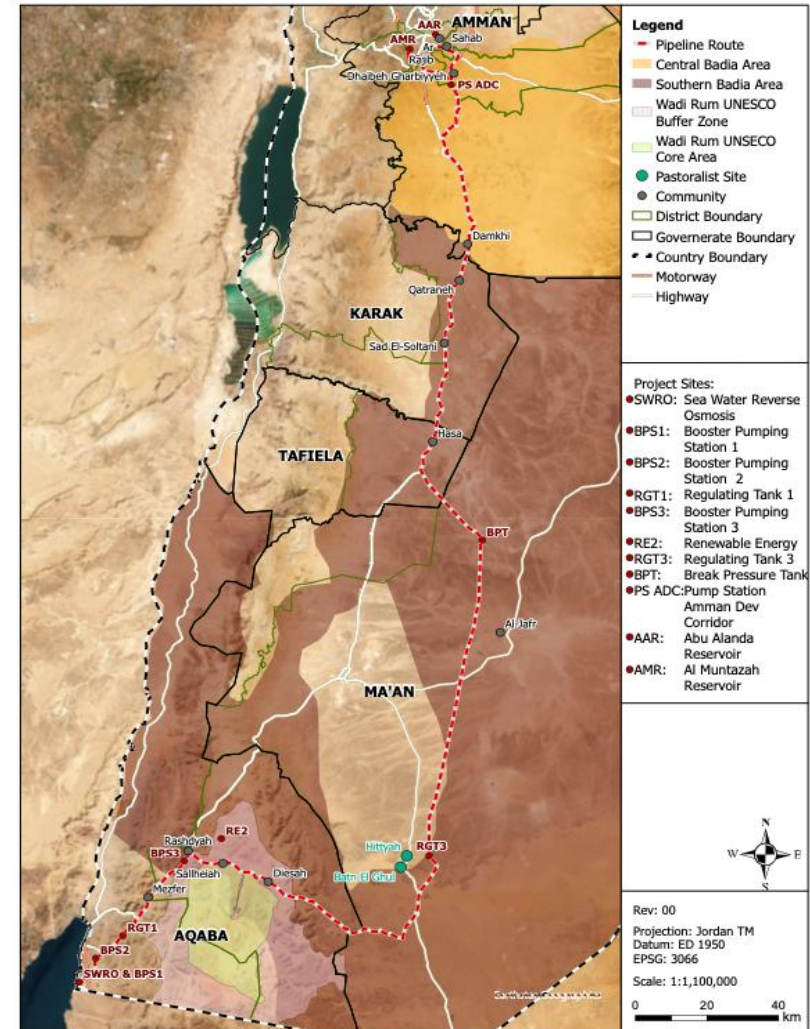 AMMAN
AAR
Sahab
AMR
Ar
Rajib
Dhaibeh Gharbiyyeh
PS ADC
Damkhi
Qatraneh
KARAK
Sad El-Soltani
Hasa
TAFIELA
BPT
Al-Jafr
MA'AN
Hittyah
RGT3
Batn El Ghul
RE2
Rashdyah
BPS3
Sallheiah
Diesah
Mezfer
RGT1
AQABA
BPS2
SWRO & BPS1
Legend
Pipeline Route
Central Badia Area
Southern Badia Area
Wadi Rum UNESCO
Buffer Zone
Wadi Rum UNSECO
Core Area
Pastoralist Site
Community
District Boundary
Governerate Boundary
Country Boundary
Motorway
Highway
Project Sites:
SWRO: Sea Water Reverse
Osmosis
BPS1: Booster Pumping
Station 1
BPS2: Booster Pumping
Station 2
RGT1: Regulating Tank 1
BPS3: Booster Pumping
Station 3
RE2: Renewable Energy
RGT3: Regulating Tank 3
BPT: Break Pressure Tank
PS ADC:Pump Station
Amman Dev
Corridor
AAR: Abu Alanda
Reservoir
AMR: Al Muntazah
Reservoir
N
W E
S
Rev: 00
Projection: Jordan TM
Datum: ED 1950
EPSG: 3066
Scale: 1:1,100,000
0 20 40
km